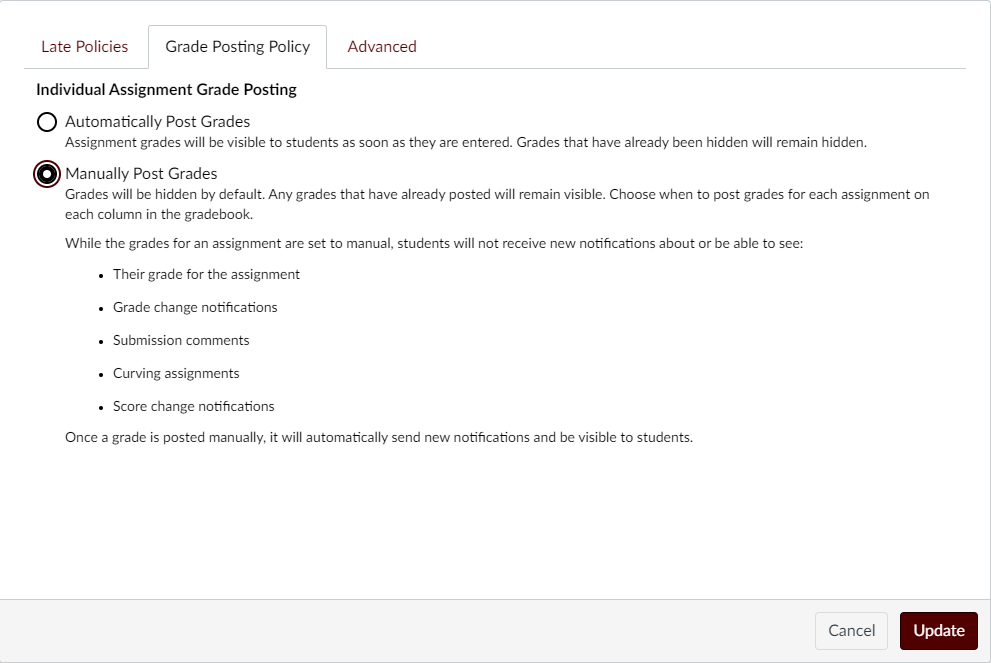 Late Policies
Grade Posting Policy
Advanced
Individual Assignment Grade Posting
Automatically Post Grades
Assignment grades will be visible to students as soon as they are entered. Grades that have already been hidden will remain hidden.
Manually Post Grades
Grades will be hidden by default. Any grades that have already posted will remain visible. Choose when to post grades for each assignment on
each column in the gradebook.
While the grades for an assignment are set to manual, students will not receive new notifications about or be able to see:
Their grade for the assignment
Grade change notifications
Submission comments
Curving assignments
Score change notifications
Once a grade is posted manually, it will automatically send new notifications and be visible to students.
Cancel
Update